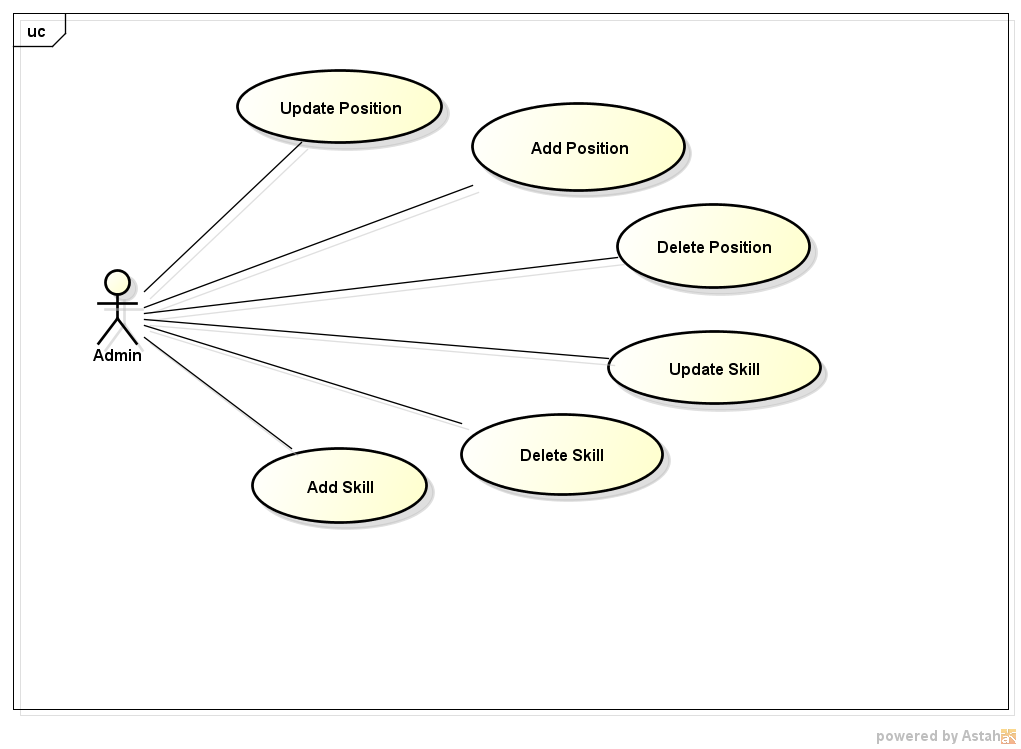 uc
Update Position
Add Position
Delete Position
Admin
Update Skill
Delete Skill
Add Skill
powered by Astah